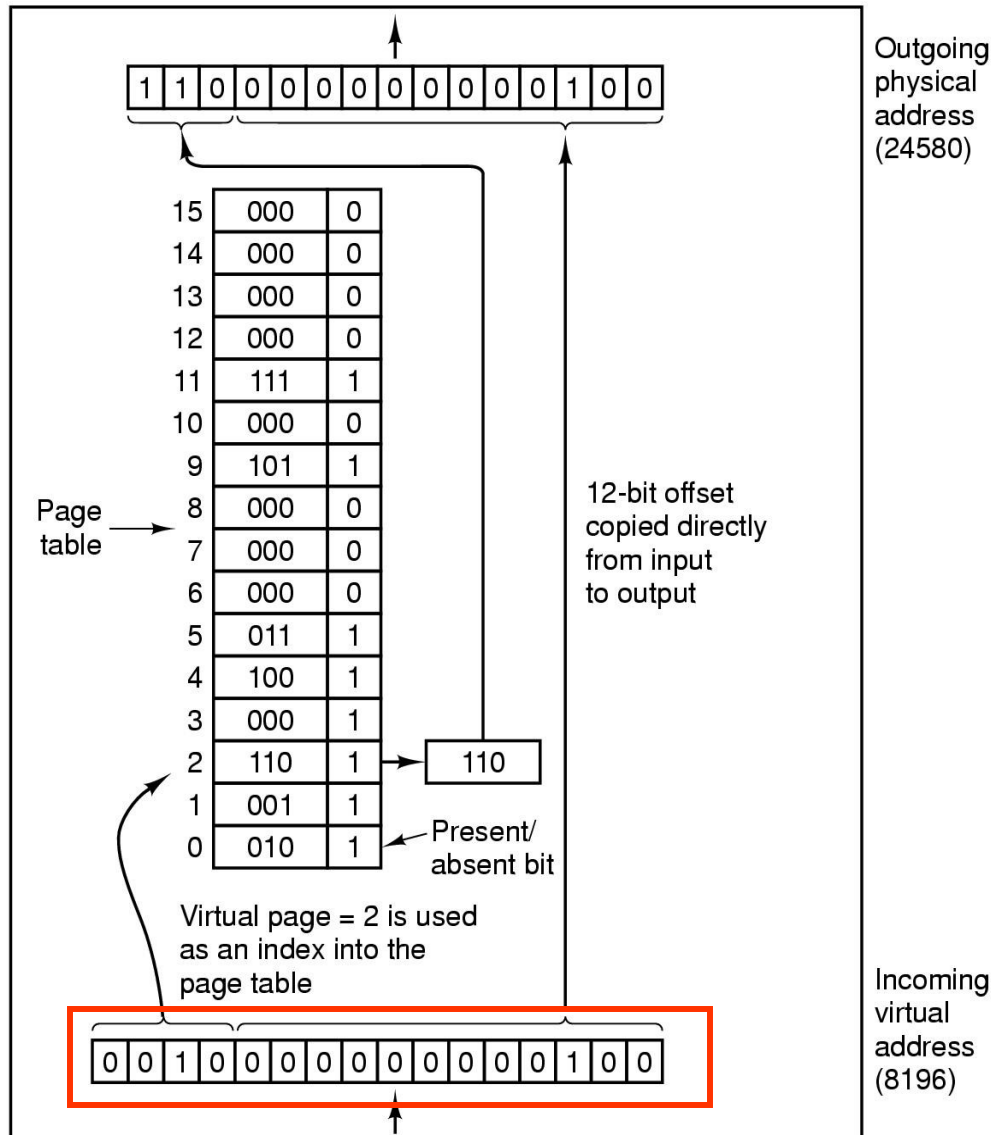 1 1 0 0 0 0 0 0 0 0 0 0 1 0 0
Outgoing
physical
address
(24580)
15 000 0
14 000 0
13 000 0
12 000 0
11 111 1
10 000 0
9 101 1
8 000 0
7 000 0
6 000 0
5 011 1
4 100 1
3 000 1
2 110 1 110
1 001 1
0 010 1
Page
table
12-bit offset
copied directly
from input
to output
Present/
absent bit
Virtual page = 2 is used
as an index into the
page table
0 0 1 0 0 0 0 0 0 0 0 0 0 1 0 0
Incoming
virtual
address
(8196)